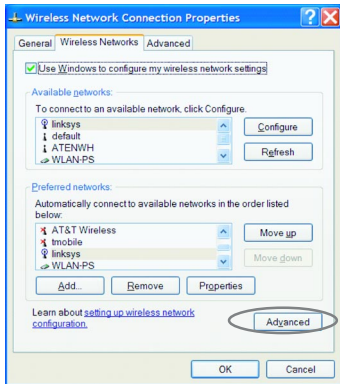 Wireless Network Connection Properties
General Wireless Networks Advanced
Use Windows to configure my wireless network settings
Available networks:
To connect to an available network, click Configure.
linksys
default
ATENWH
WLAN-PS
Configure
Refresh
Preferred networks:
Automatically connect to available networks in the order listed
below:
AT&T Wireless
tmobile
linksys
WLAN-PS
Move up
Move down
Add... Remove Properties
Learn about setting up wireless network
configuration.
Advanced
OK Cancel